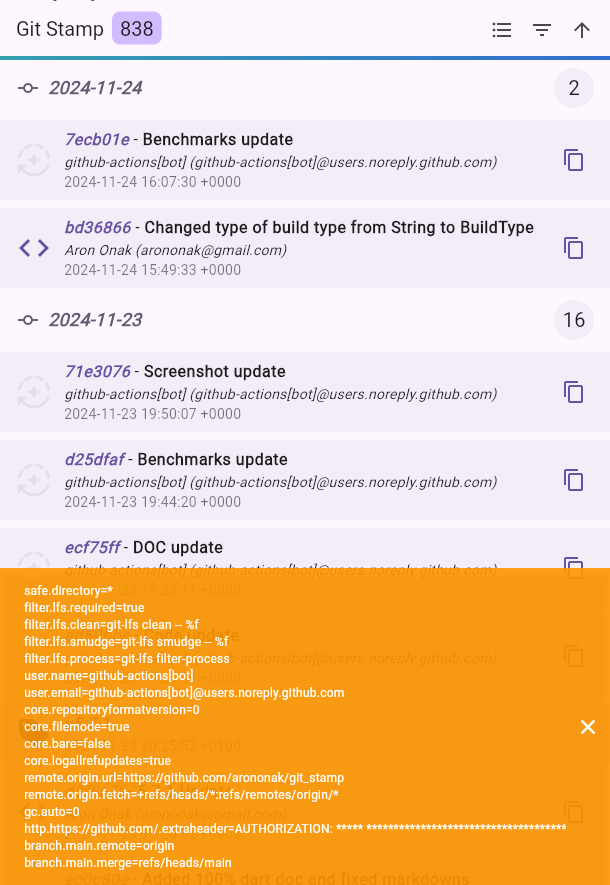 Git Stamp 838
2024-11-24 2
7ecb01e - Benchmarks update
github-actions[bot] (github-actions[bot]@users.noreply.github.com)
2024-11-24 16:07:30 +0000
bd36866 - Changed type of build type from String to BuildType
Aron Onak (arononak@gmail.com)
2024-11-24 15:49:33 +0000
2024-11-23 16
71e3076 - Screenshot update
github-actions[bot] (github-actions[bot]@users.noreply.github.com)
2024-11-23 19:50:07 +0000
d25dfaf - Benchmarks update
github-actions[bot] (github-actions[bot]@users.noreply.github.com)
2024-11-23 19:44:20 +0000
ecf75ff - DOC update
github-actions[bot] (github-actions[bot]@users.noreply.github.com)
safe.directory=*
filter.lfs.required=true
filter.lfs.clean=git-lfs clean -- %f
filter.lfs.smudge=git-lfs smudge -- %f
filter.lfs.process=git-lfs filter-process
user.name=github-actions[bot]
user.email=github-actions[bot]@users.noreply.github.com
core.repositoryformatversion=0
core.filemode=true
core.bare=false
core.logallrefupdates=true
remote.origin.url=https://github.com/arononak/git_stamp
remote.origin.fetch=+refs/heads/*:refs/remotes/origin/*
gc.auto=0
http.https://github.com/.extraheader=AUTHORIZATION: ***** ************************************
branch.main.remote=origin
branch.main.merge=refs/heads/main
ec0c80e - Added 100% dart doc and fixed markdowns